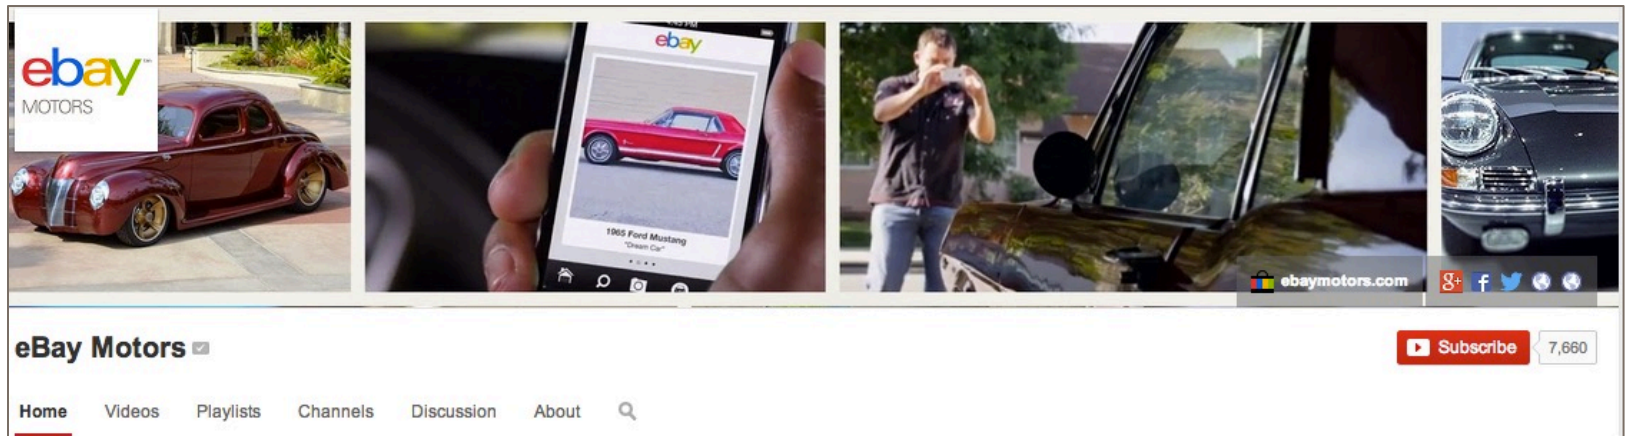 ebay™
MOTORS
ebay
1965 Ford Mustang
"Dream Car"
ebaymotors.com
g+ f
eBay Motors
Subscribe 7,660
Home Videos Playlists Channels Discussion About